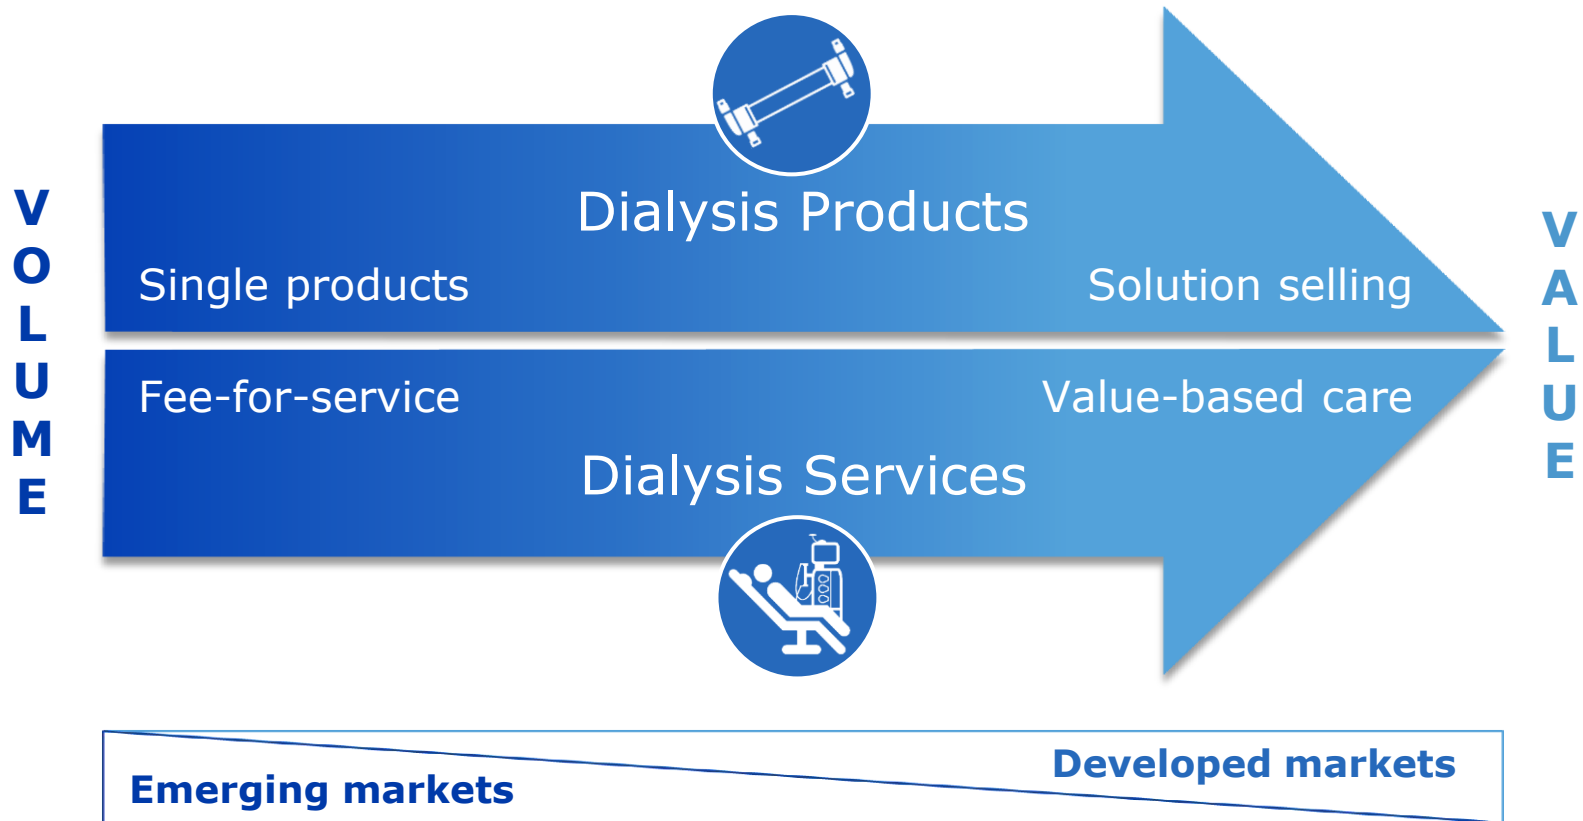 VOLUME
Dialysis Products
Single products
Solution selling
Fee-for-service
Value-based care
Dialysis Services
VALUE
Emerging markets
Developed markets